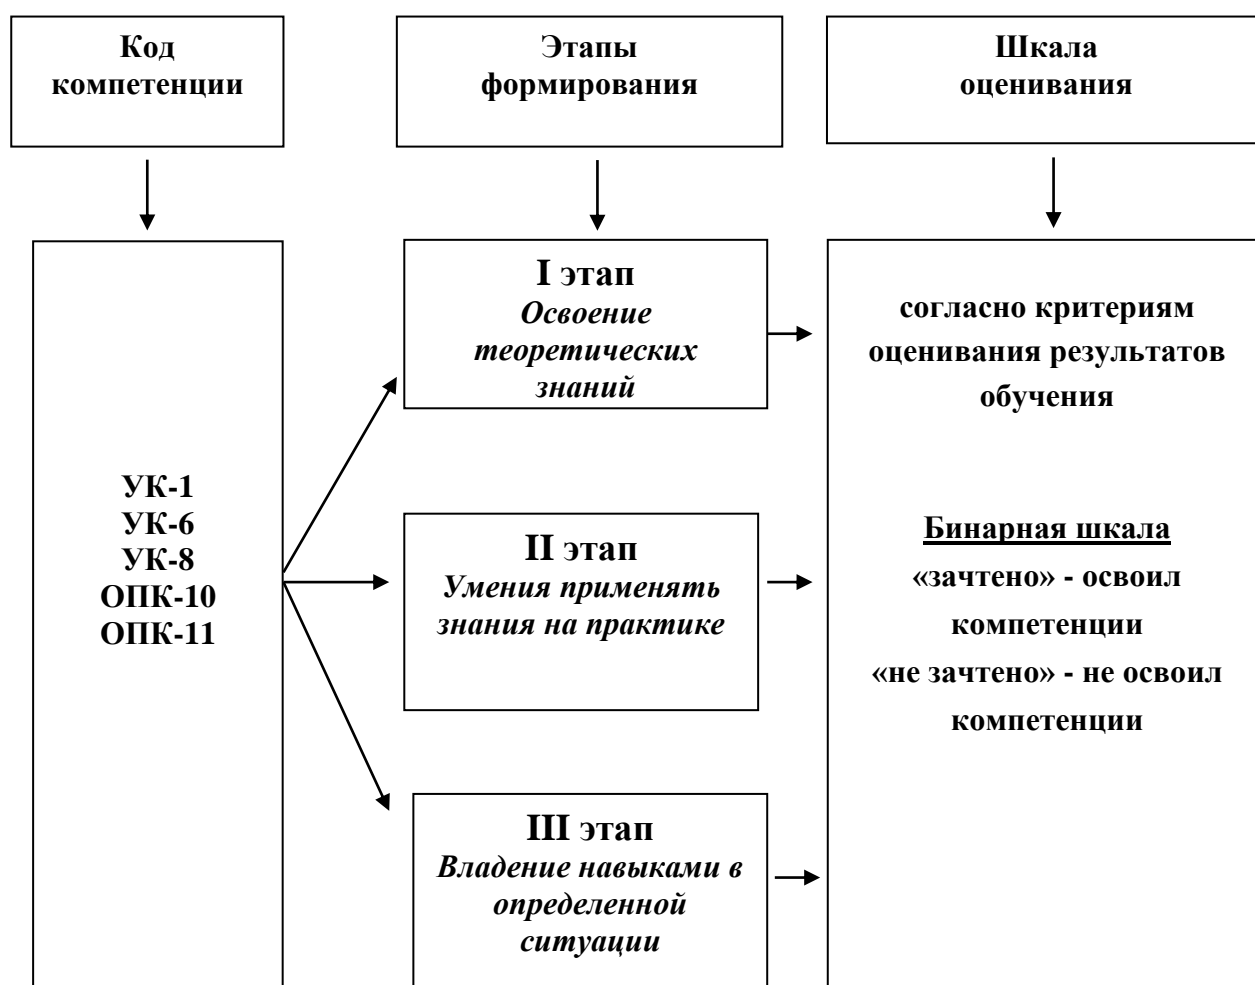 Код
компетенции
Этапы
формирования
Шкала
оценивания
УК-1
УК-6
УК-8
ОПК-10
ОПК-11
I этап
Освоение
теоретических
знаний
II этап
Умения применять
знания на практике
III этап
Владение навыками в
определенной
ситуации
согласно критериям
оценивания результатов
обучения
Бинарная шкала
«зачтено» - освоил
компетенции
«не зачтено» - не освоил
компетенции